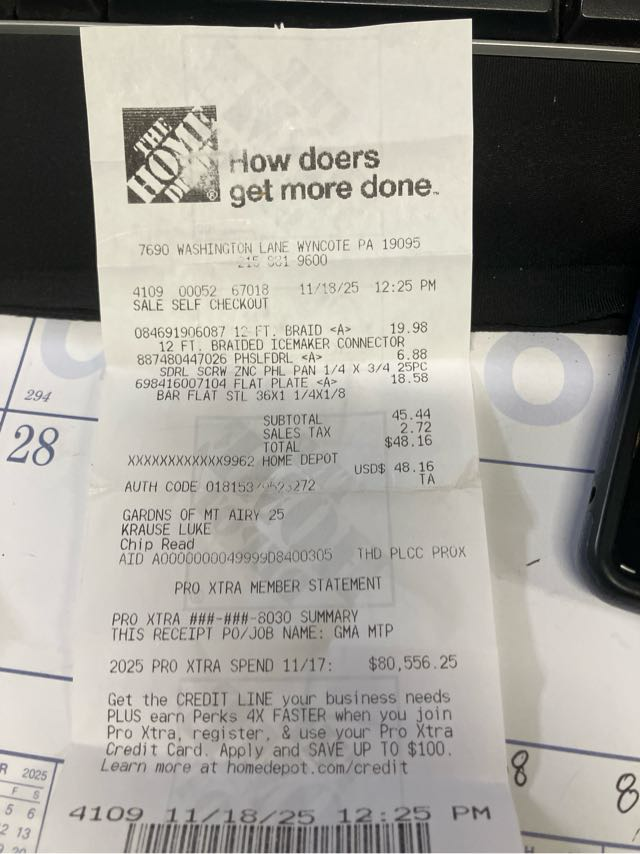 THE
HOME
DEPOT
How doers
get more done.™
7690 WASHINGTON LANE WYNCOTE PA 19095
9600
4109 00052 67018 11/18/25 12:25 PM
SALE SELF CHECKOUT
084691906087 12 FT. BRAID <A> 19.98
12 FT. BRAIDED ICEMAKER CONNECTOR
887480447026 PHSLFDRL <A> 6.88
SDRL SCRW ZNC PHL PAN 1/4 X 3/4 25PC
698416007104 FLAT PLATE <A> 18.58
BAR FLAT STL 36X1 1/4X1/8
SUBTOTAL 45.44
SALES TAX 2.72
TOTAL $48.16
XXXXXXXXXXXX9962 HOME DEPOT
USD$ 48.16
AUTH CODE TA
GARDNS OF MT AIRY 25
KRAUSE LUKE
Chip Read
AID A0000000049999D8400305 THD PLCC PROX
PRO XTRA MEMBER STATEMENT
PRO XTRA ###-###-8030 SUMMARY
THIS RECEIPT PO/JOB NAME: GMA MTP
2025 PRO XTRA SPEND 11/17: $80,556.25
Get the CREDIT LINE your business needs
PLUS earn Perks 4X FASTER when you join
Pro Xtra, register, & use your Pro Xtra
Credit Card. Apply and SAVE UP TO $100.
Learn more at homedepot.com/credit
4109 11/18/25 12:25 PM
294
28
R 2025
F S
5 6
2 13
8
8